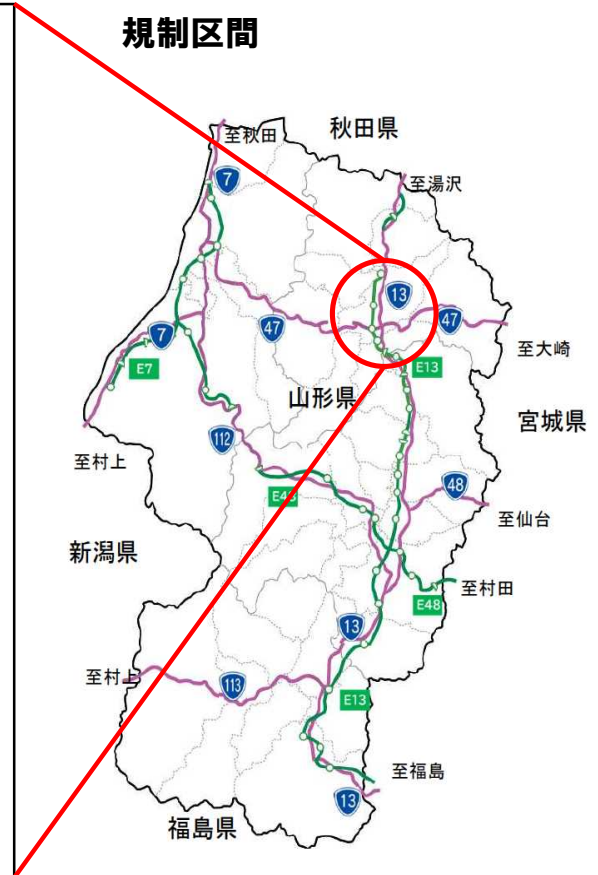 規制区間
秋田県
至秋田
7
至湯沢
13
47
47
7
至大崎
E7
E13
山形県
宮城県
112
至村上
48
E48
至仙台
新潟県
至村田
E48
13
至村上
113
E13
至福島
13
福島県